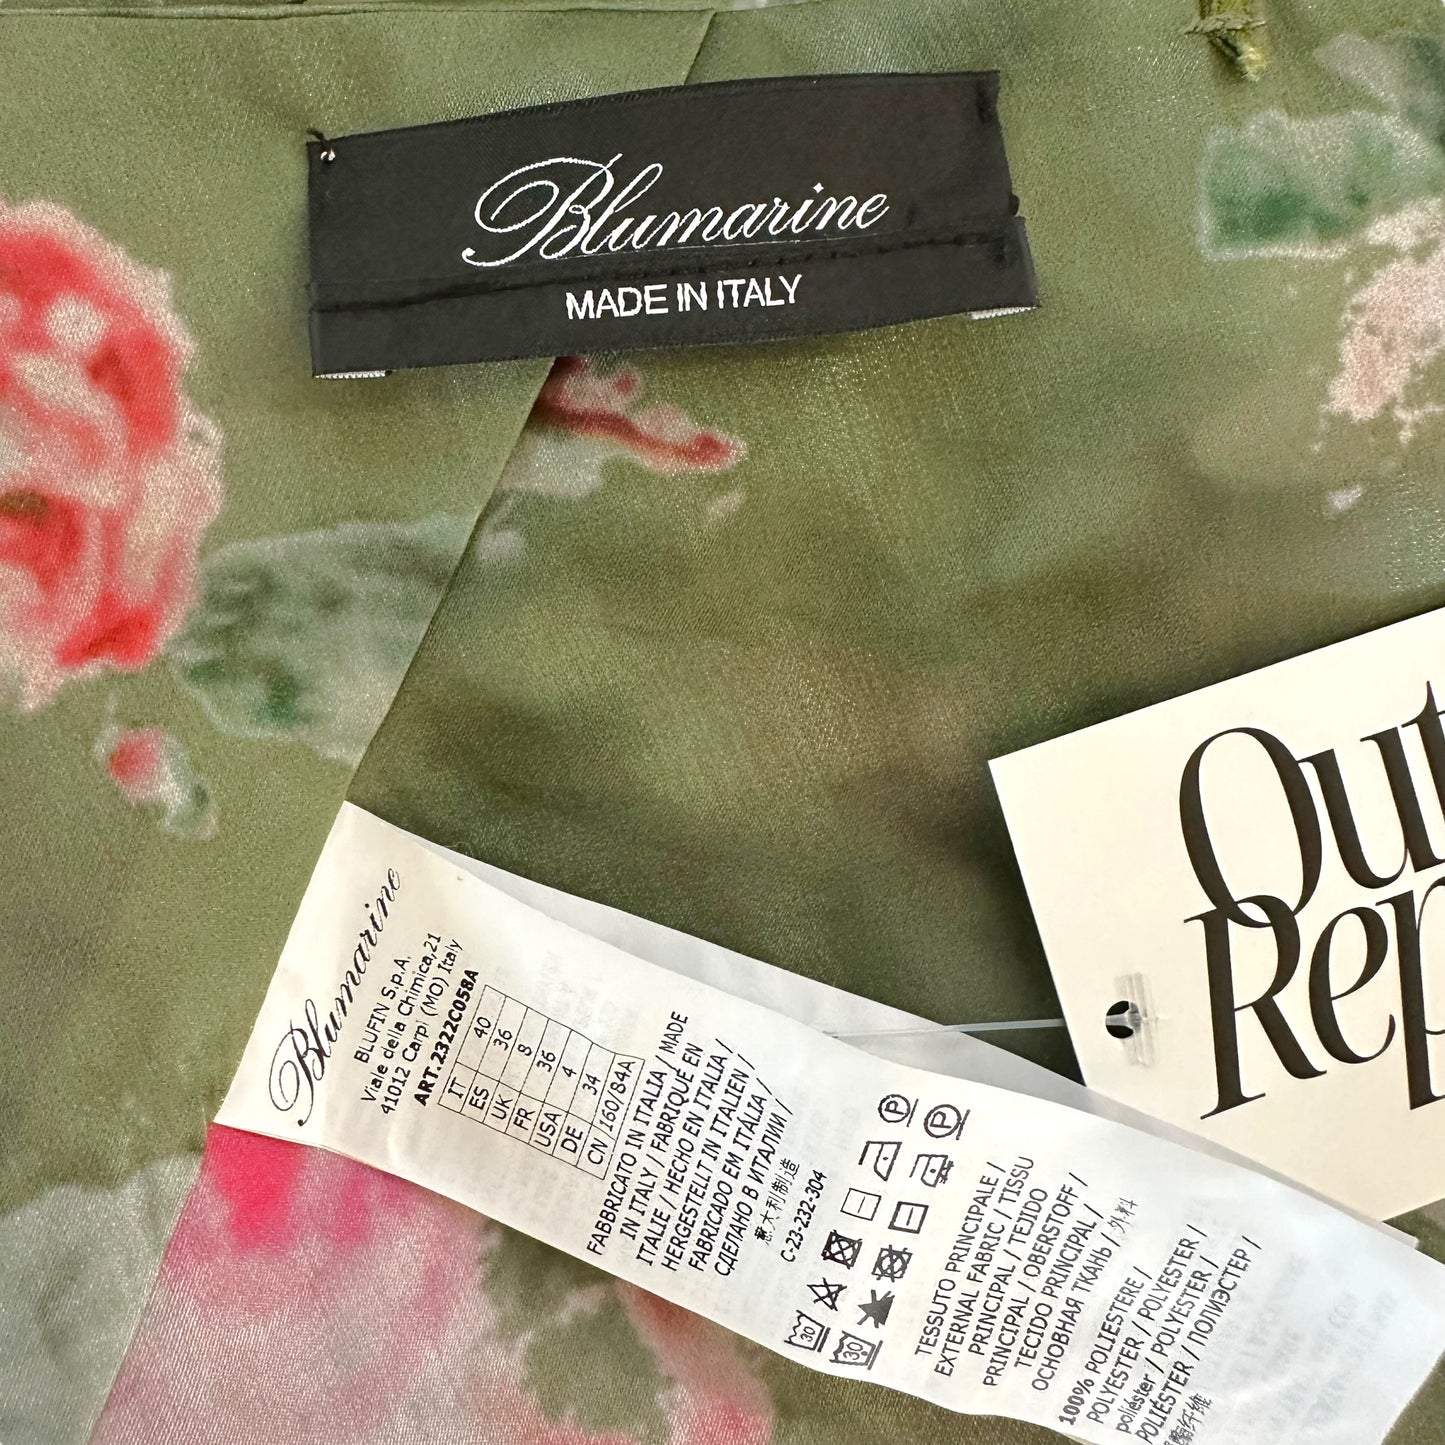 Blumarine
MADE IN ITALY
Out
Rep
Blumarine
BLUFIN S.p.A.
Viale della Chimica,21
41012 Carpi (MO) Italy
ART.2322C058A
IT 40
ES 36
UK 8
FR 36
USA 4
DE 34
CN 160/84A
FABBRICATO IN ITALIA / MADE
IN ITALY / FABRIQUÉ EN
ITALIE / HECHO EN ITALIA /
HERGESTELLT IN ITALIEN /
FABRICADO EM ITALIA /
СДЕЛАНО В ИТАЛИИ /
意大利制造
C-23-232-304
P P
30
30
TESSUTO PRINCIPALE /
EXTERNAL FABRIC / TISSU
PRINCIPAL / TEJIDO
PRINCIPAL / OBERSTOFF /
TECIDO PRINCIPAL /
ОСНОВНАЯ ТКАНЬ / 外料
100% POLIESTERE /
POLYESTER / POLYESTER /
poliéster / POLYESTER /
POLIÉSTER / ПОЛИЭСТЕР /